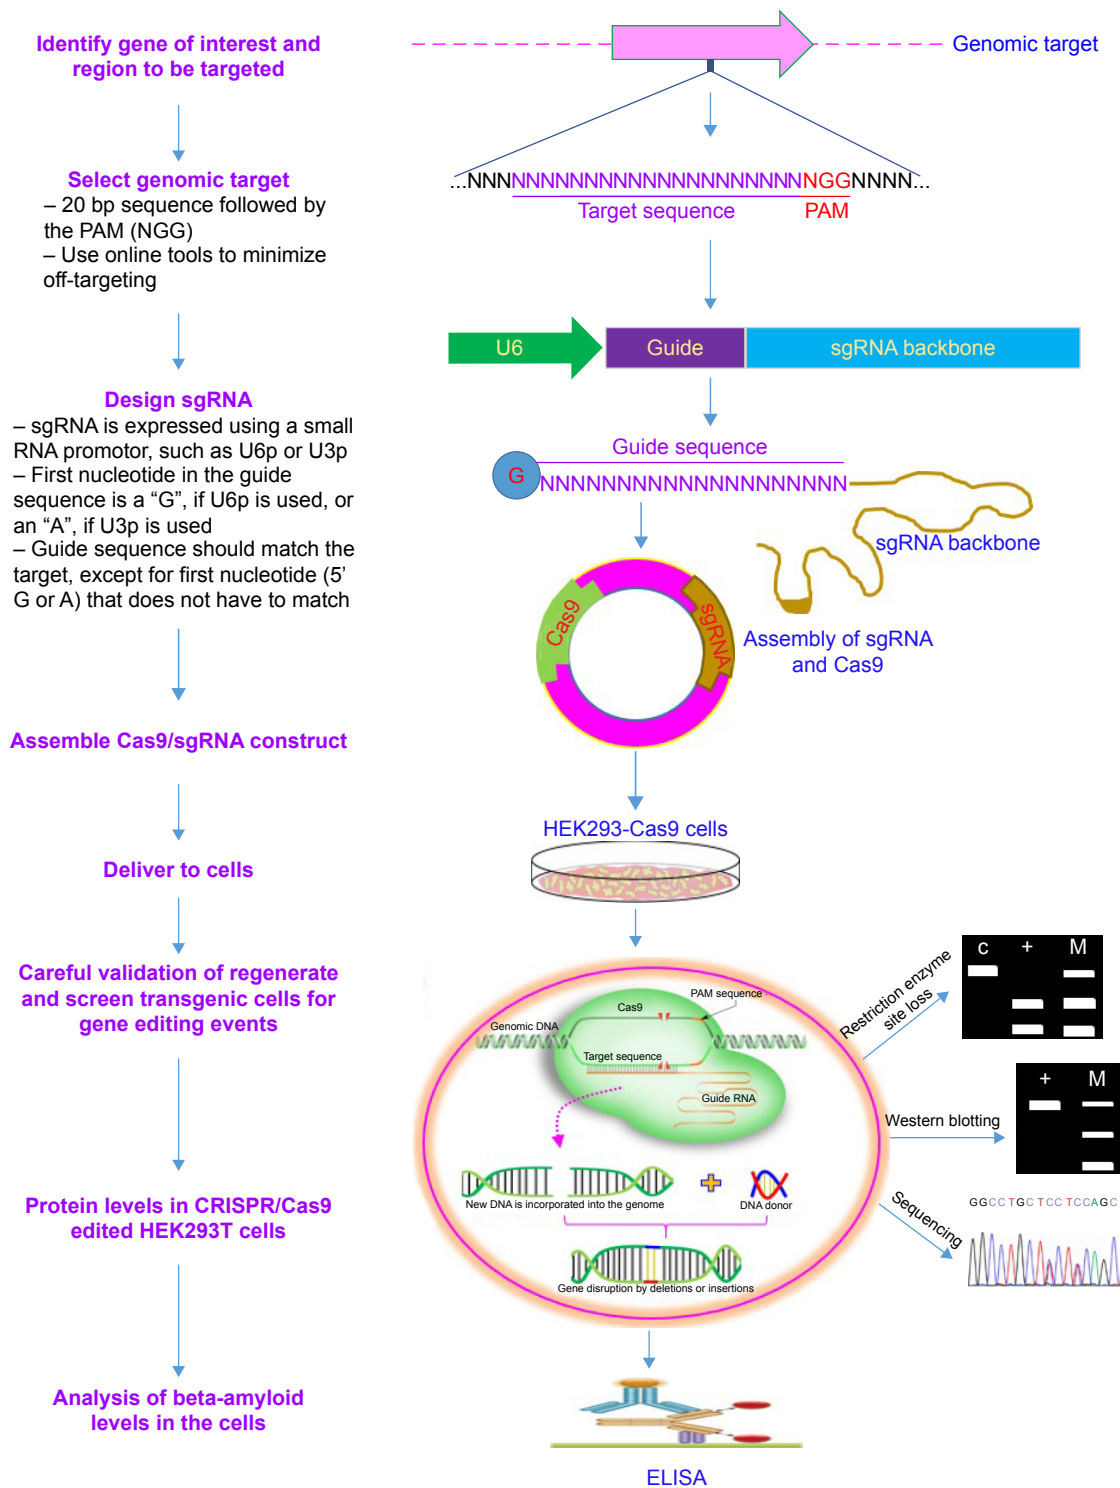 Identify gene of interest and
region to be targeted
Genomic target
Select genomic target
– 20 bp sequence followed by
the PAM (NGG)
– Use online tools to minimize
off-targeting
...NNNNNNNNNNNNNNNNNNNNNNNNGGNNNN...
Target sequence
PAM
U6
Guide
sgRNA backbone
Design sgRNA
– sgRNA is expressed using a small
RNA promotor, such as U6p or U3p
– First nucleotide in the guide
sequence is a “G”, if U6p is used, or
an “A”, if U3p is used
– Guide sequence should match the
target, except for first nucleotide (5’
G or A) that does not have to match
Guide sequence
G
NNNNNNNNNNNNNNNNNNNN
sgRNA backbone
Cas9
sgRNA
Assembly of sgRNA
and Cas9
Assemble Cas9/sgRNA construct
HEK293-Cas9 cells
Deliver to cells
Careful validation of regenerate
and screen transgenic cells for
gene editing events
PAM sequence
Cas9
Genomic DNA
Target sequence
Guide RNA
New DNA is incorporated into the genome
DNA donor
Gene disruption by deletions or insertions
Restriction enzyme
site loss
c + M
Western blotting
+ M
Sequencing
GGCCTGCTCCTCCAGC
Protein levels in CRISPR/Cas9
edited HEK293T cells
Analysis of beta-amyloid
levels in the cells
ELISA